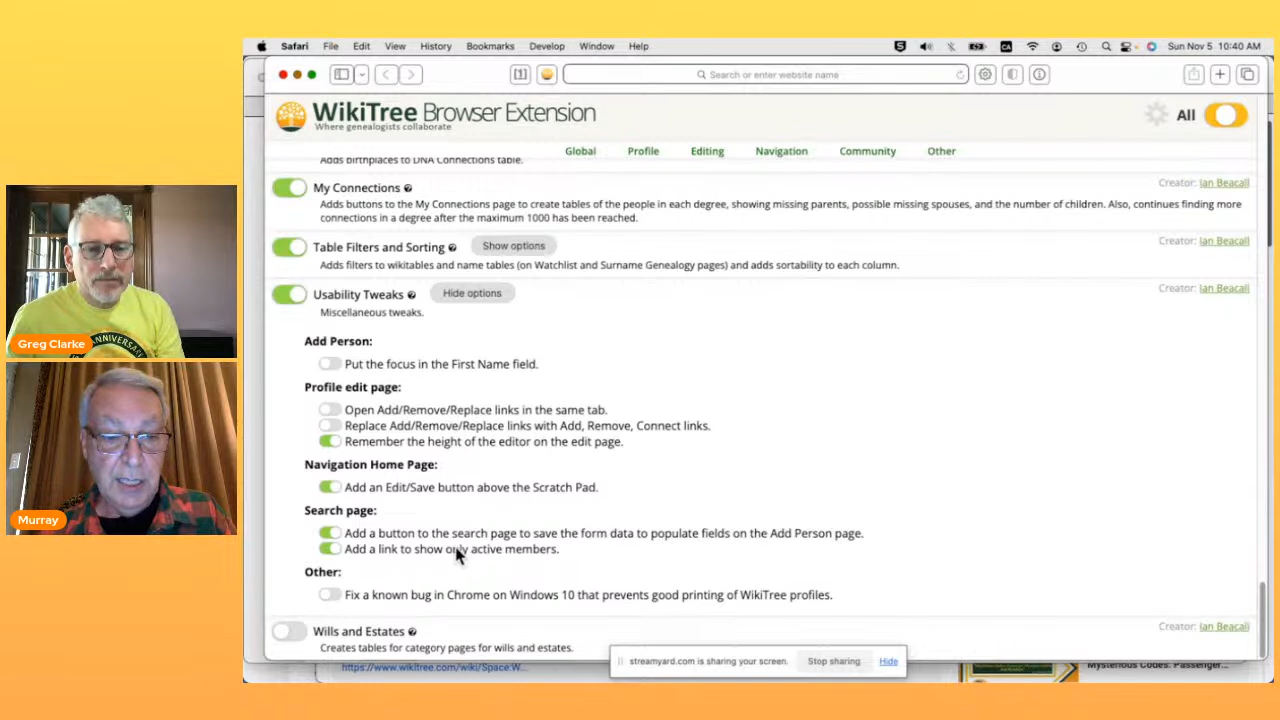 Safari File Edit View History Bookmarks Develop Window Help
CA
Sun Nov 5 10:40 AM
Search or enter website name
WikiTree Browser Extension
Where genealogists collaborate
All
Global Profile Editing Navigation Community Other
Adds birthplaces to DNA Connections table.
My Connections ?
Creator: Ian Beacall
Adds buttons to the My Connections page to create tables of the people in each degree, showing missing parents, possible missing spouses, and the number of children. Also, continues finding more
connections in a degree after the maximum 1000 has been reached.
Table Filters and Sorting ? Show options
Creator: Ian Beacall
Adds filters to wikitables and name tables (on Watchlist and Surname Genealogy pages) and adds sortability to each column.
Usability Tweaks ? Hide options
Creator: Ian Beacall
Miscellaneous tweaks.
Add Person:
Put the focus in the First Name field.
Profile edit page:
Open Add/Remove/Replace links in the same tab.
Replace Add/Remove/Replace links with Add, Remove, Connect links.
Remember the height of the editor on the edit page.
Navigation Home Page:
Add an Edit/Save button above the Scratch Pad.
Search page:
Add a button to the search page to save the form data to populate fields on the Add Person page.
Add a link to show only active members.
Other:
Fix a known bug in Chrome on Windows 10 that prevents good printing of WikiTree profiles.
Wills and Estates ?
Creator: Ian Beacall
Creates tables for category pages for wills and estates.
streamyard.com is sharing your screen. Stop sharing Hide
https://www.wikitree.com/wiki/Space:W...
Mysterious Codes: Passenger...
ANNIVERSARY
Greg Clarke
Murray